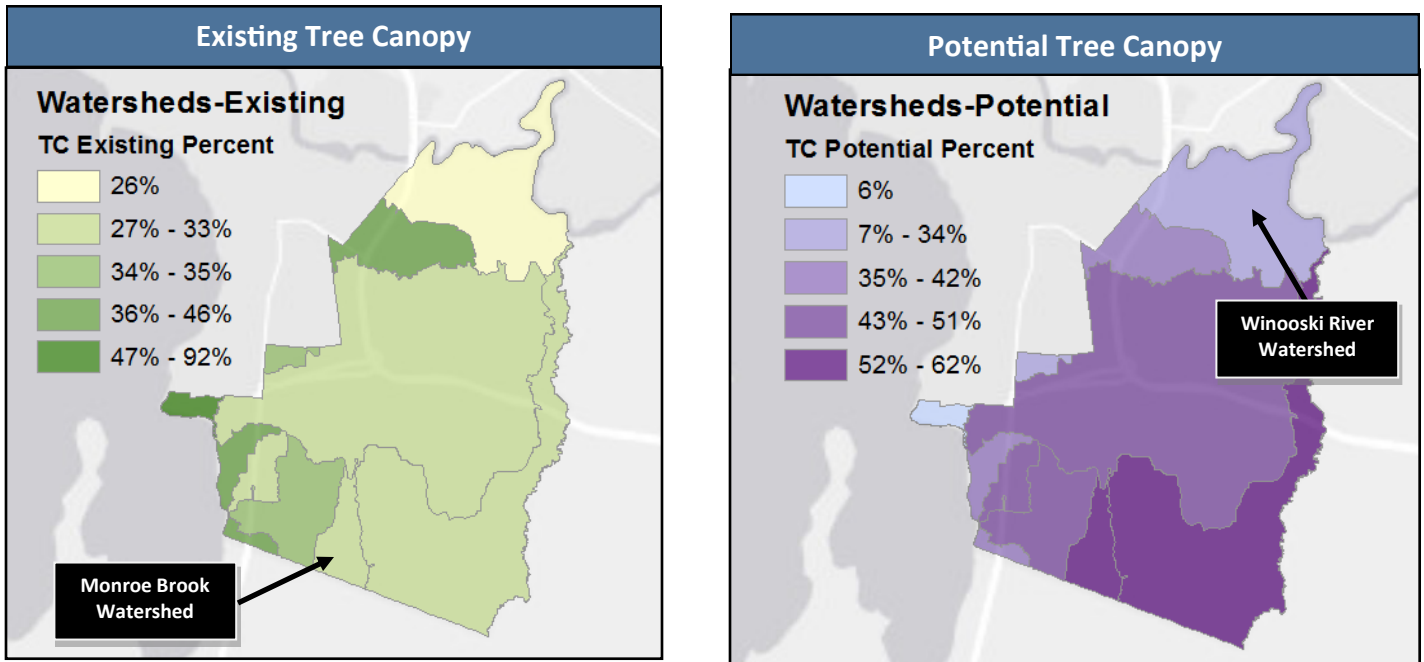 Existing Tree Canopy
Watersheds-Existing
TC Existing Percent
26%
27% - 33%
34% - 35%
36% - 46%
47% - 92%
Monroe Brook
Watershed
Potential Tree Canopy
Watersheds-Potential
TC Potential Percent
6%
7% - 34%
35% - 42%
43% - 51%
52% - 62%
Winooski River
Watershed